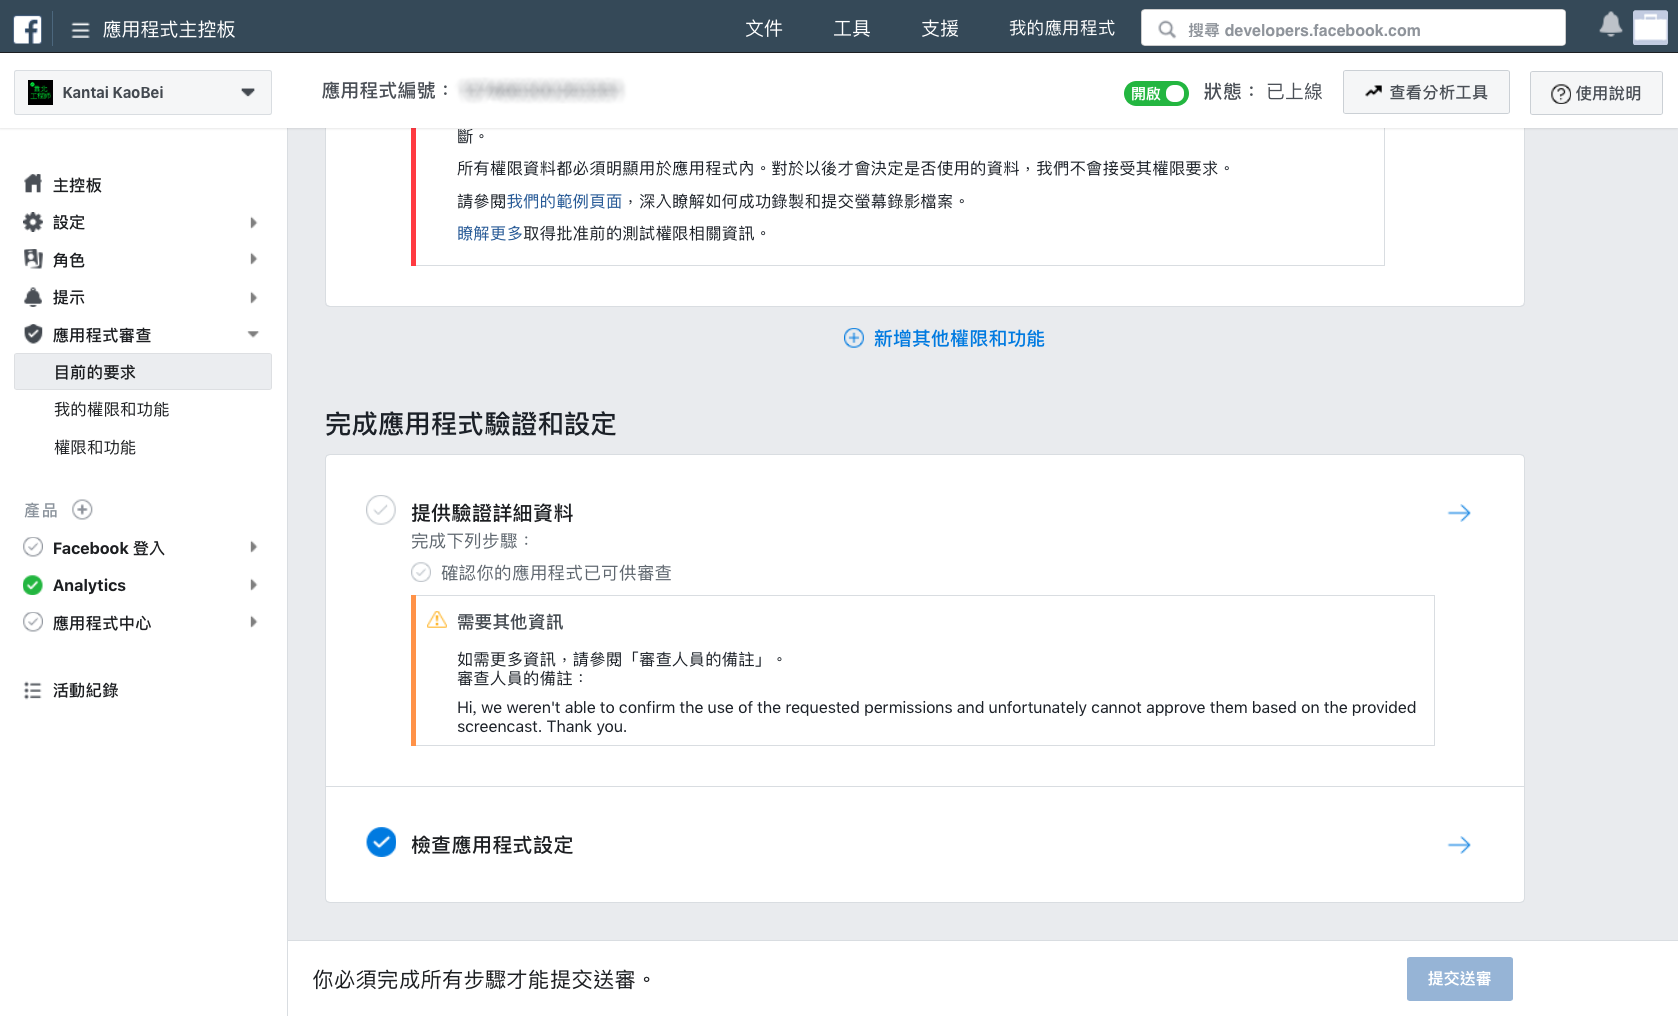 應用程式主控板
文件
工具
支援
我的應用程式
搜尋 developers.facebook.com
Kantai KaoBei
應用程式編號：
開啟
狀態： 已上線
查看分析工具
使用說明
主控板
設定
角色
提示
應用程式審查
目前的要求
我的權限和功能
權限和功能
產品
Facebook 登入
Analytics
應用程式中心
活動紀錄
斷。
所有權限資料都必須明顯用於應用程式內。對於以後才會決定是否使用的資料，我們不會接受其權限要求。
請參閱我們的範例頁面，深入瞭解如何成功錄製和提交螢幕錄影檔案。
瞭解更多取得批准前的測試權限相關資訊。
新增其他權限和功能
完成應用程式驗證和設定
提供驗證詳細資料
完成下列步驟：
確認你的應用程式已可供審查
需要其他資訊
如需更多資訊，請參閱「審查人員的備註」。
審查人員的備註：
Hi, we weren't able to confirm the use of the requested permissions and unfortunately cannot approve them based on the provided
screencast. Thank you.
檢查應用程式設定
你必須完成所有步驟才能提交送審。
提交送審